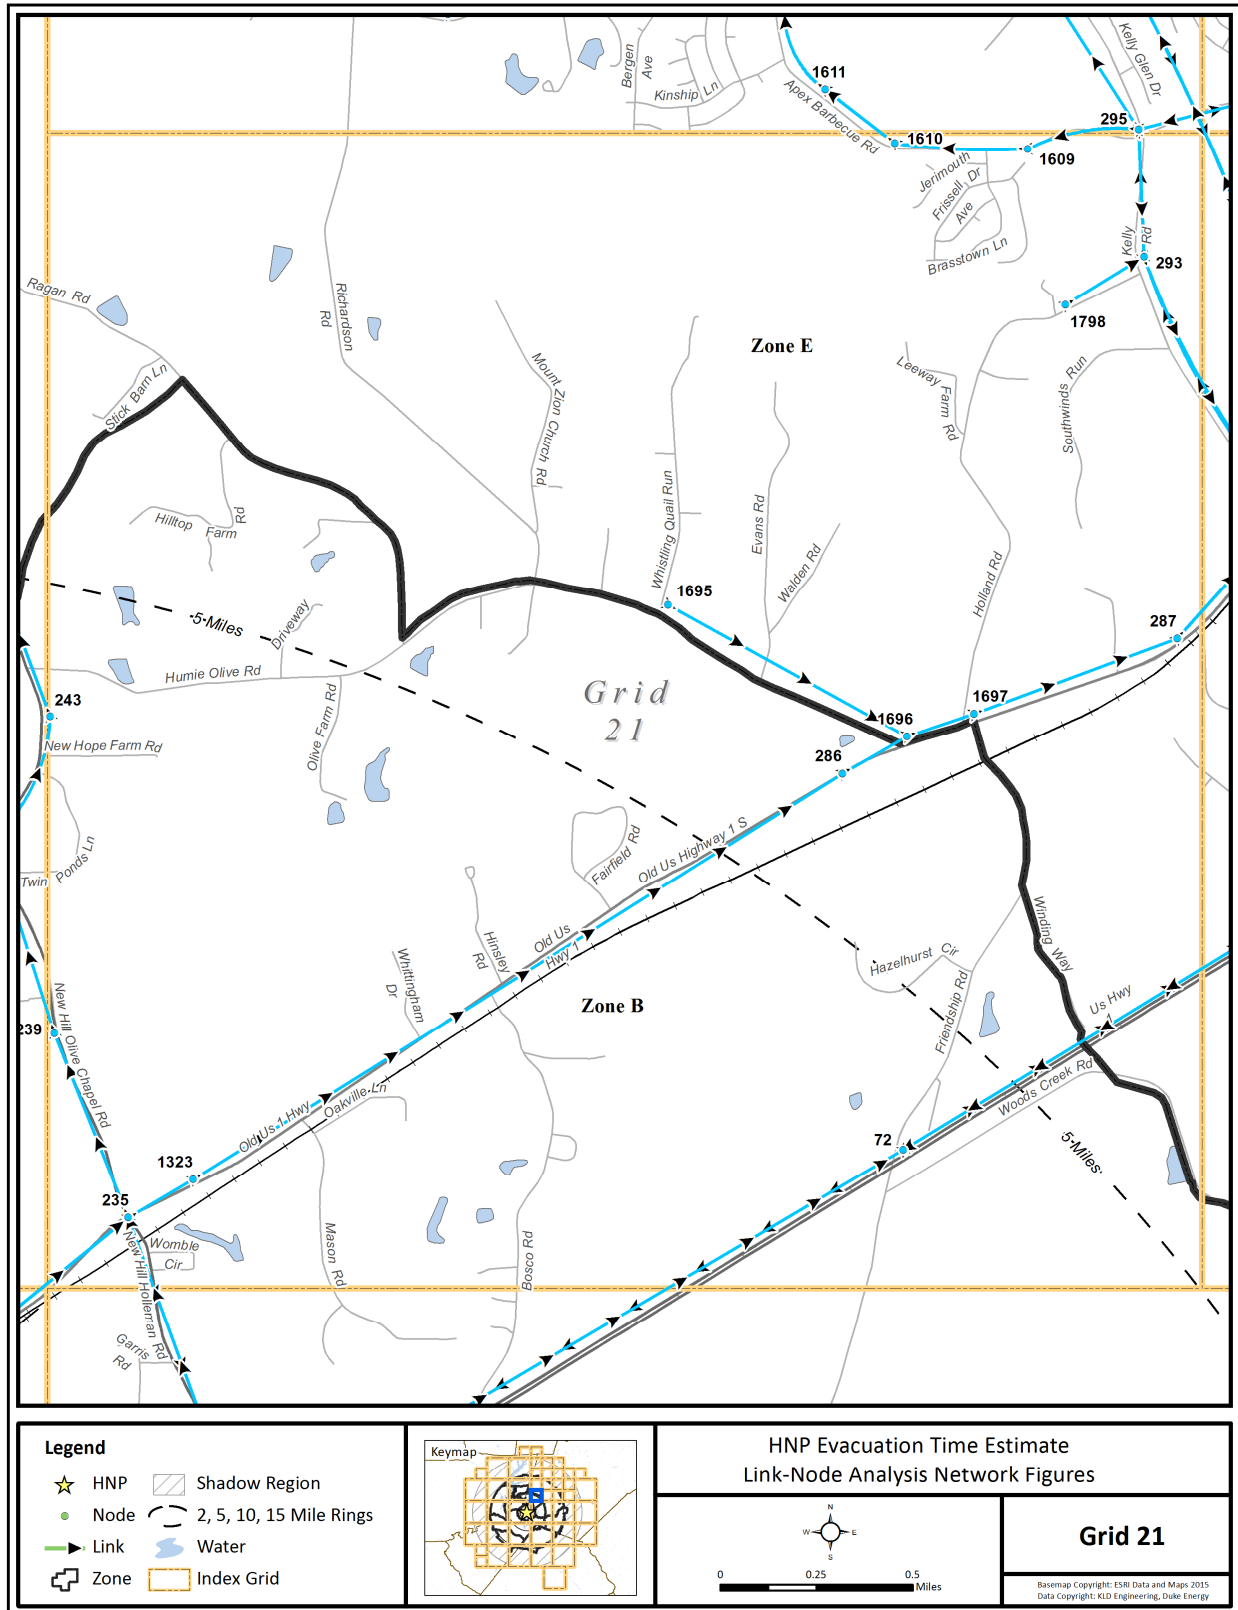 Bergen
Ave
Kinship Ln
1611
Apex Barbecue Rd
Kelly Glen Dr
295
1610
1609
Jerimouth
Frissell Dr
Ave
Brasstown Ln
Kelly
Rd
293
1798
Ragan Rd
Richardson
Rd
Zone E
Stick Barn Ln
Mount Zion Church Rd
Leeway
Farm Rd
Southwinds Run
Hilltop Farm
Rd
Whistling Quail Run
Evans Rd
Walden Rd
Holland Rd
5-Miles
Driveway
1695
287
Humie Olive Rd
Olive Farm Rd
Grid
21
243
New Hope Farm Rd
1697
1696
286
Twin
Ponds Ln
Fairfield Rd
Old Us Highway 1 S
Old Us
Hwy 1
Hinsley
Rd
Whittingham
Dr
Winding Way
Hazelhurst Cir
Friendship Rd
Us Hwy
1
Zone B
239
New Hill Olive Chapel Rd
Oakville Ln
Old Us 1 Hwy
Woods Creek Rd
72
5-Miles
1323
235
Womble
Cir
New Hill Holleman Rd
Mason Rd
Bosco Rd
Garris
Rd
Legend
HNP
Shadow Region
Node
2, 5, 10, 15 Mile Rings
Link
Water
Zone
Index Grid
Keymap
HNP Evacuation Time Estimate
Link-Node Analysis Network Figures
N
W
E
S
0
0.25
0.5
Miles
Grid 21
Basemap Copyright: ESRI Data and Maps 2015
Data Copyright: KLD Engineering, Duke Energy